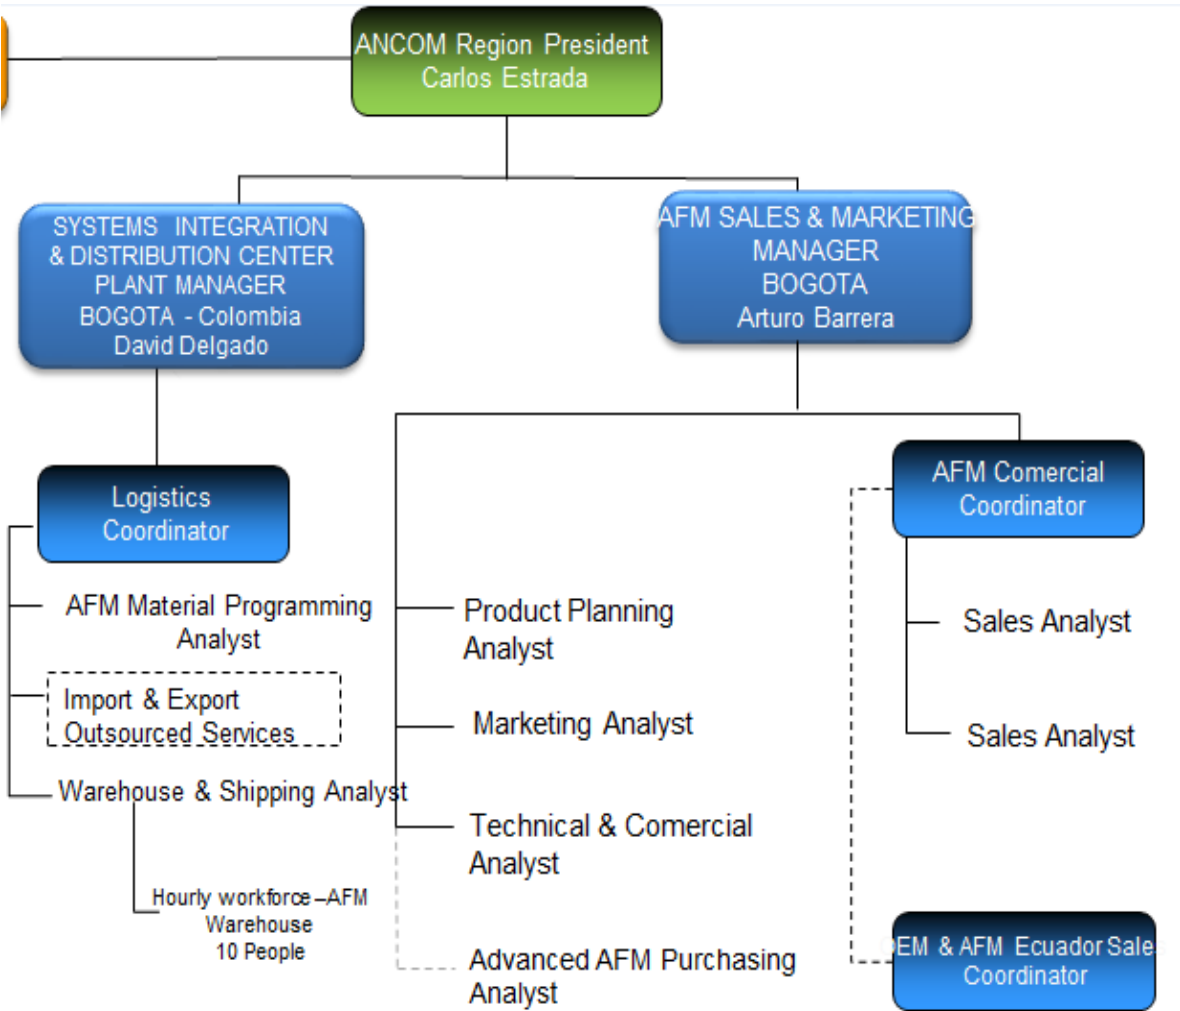 ANCOM Region President
Carlos Estrada
SYSTEMS INTEGRATION
& DISTRIBUTION CENTER
PLANT MANAGER
BOGOTA - Colombia
David Delgado
AFM SALES & MARKETING
MANAGER
BOGOTA
Arturo Barrera
Logistics
Coordinator
AFM Material Programming
Analyst
Import & Export
Outsourced Services
Warehouse & Shipping Analyst
Hourly workforce –AFM
Warehouse
10 People
Product Planning
Analyst
Marketing Analyst
Technical & Comercial
Analyst
Advanced AFM Purchasing
Analyst
AFM Comercial
Coordinator
Sales Analyst
Sales Analyst
OEM & AFM Ecuador Sales
Coordinator